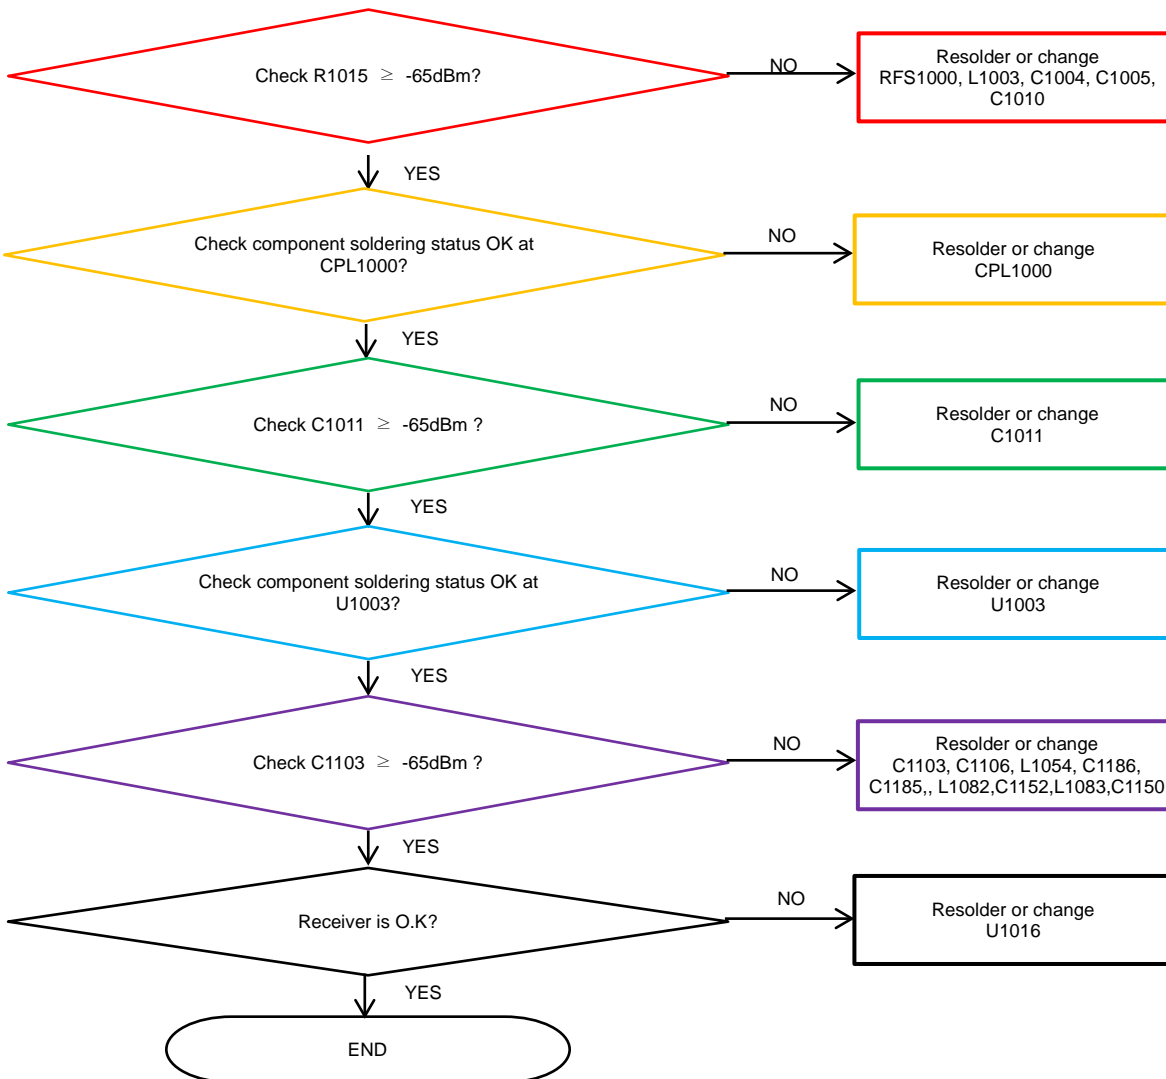 Check R1015 ≥ -65dBm?
NO
Resolder or change
RFS1000, L1003, C1004, C1005,
C1010
YES
Check component soldering status OK at
CPL1000?
NO
Resolder or change
CPL1000
YES
Check C1011 ≥ -65dBm ?
NO
Resolder or change
C1011
YES
Check component soldering status OK at
U1003?
NO
Resolder or change
U1003
YES
Check C1103 ≥ -65dBm ?
NO
Resolder or change
C1103, C1106, L1054, C1186,
C1185,, L1082,C1152,L1083,C1150
YES
Receiver is O.K?
NO
Resolder or change
U1016
YES
END